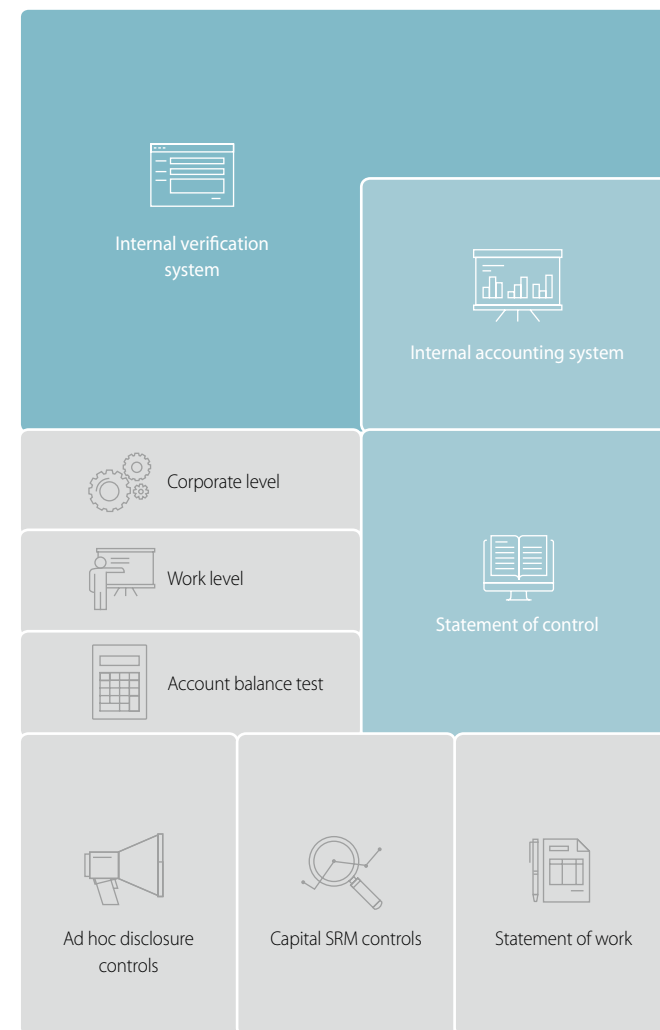 Internal verification
system
Internal accounting system
Corporate level
Work level
Statement of control
Account balance test
Ad hoc disclosure
controls
Capital SRM controls
Statement of work